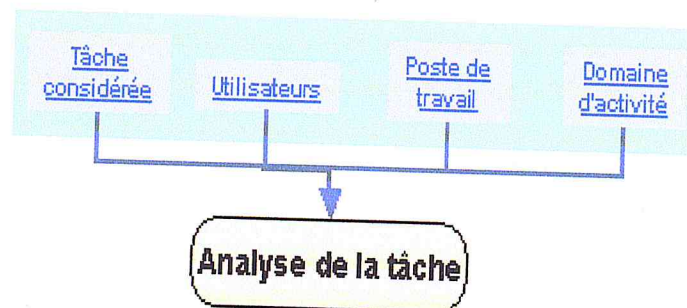 Tâche
considérée
Utilisateurs
Poste de
travail
Domaine
d'activité
Analyse de la tâche